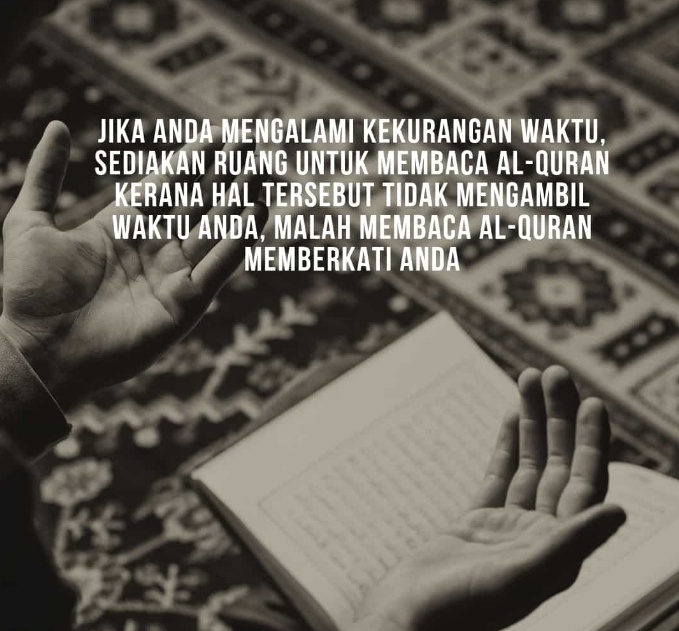 JIKA ANDA MENGALAMI KEKURANGAN WAKTU,
SEDIAKAN RUANG UNTUK MEMBACA AL-QURAN
KERANA HAL TERSEBUT TIDAK MENGAMBIL
WAKTU ANDA, MALAH MEMBACA AL-QURAN
MEMBERKATI ANDA